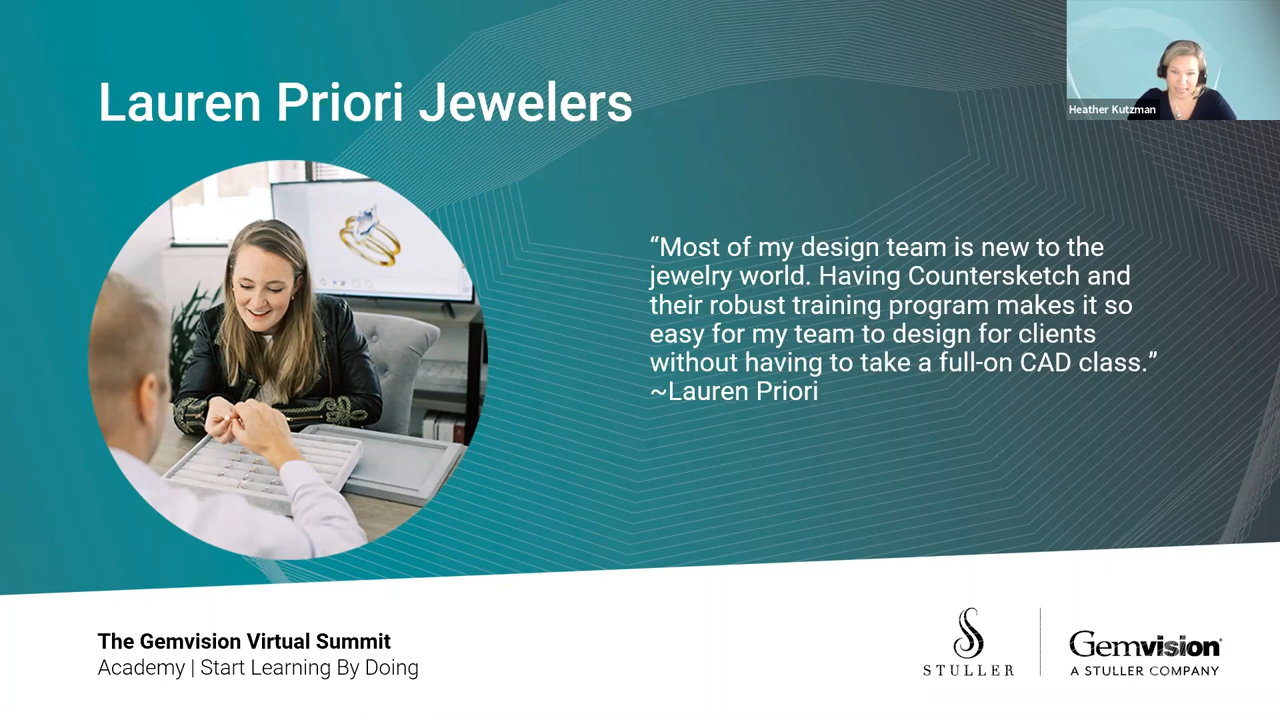 Lauren Priori Jewelers
Heather Kutzman
“Most of my design team is new to the
jewelry world. Having Countersketch and
their robust training program makes it so
easy for my team to design for clients
without having to take a full-on CAD class.”
~Lauren Priori
The Gemvision Virtual Summit
Academy | Start Learning By Doing
STULLER
Gemvision®
A STULLER COMPANY